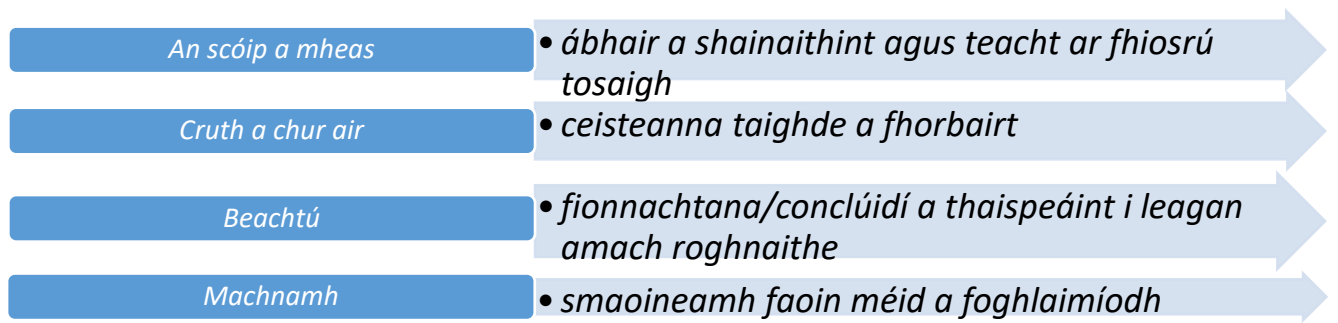 An scóip a mheas
• ábhair a shainaithint agus teacht ar fhiosrú
tosaigh
Cruth a chur air
• ceisteanna taighde a fhorbairt
Beachtú
• fionnachtana/conclúidí a thaispeáint i leagan
amach roghnaithe
Machnamh
• smaoineamh faoin méid a foghlaimíodh